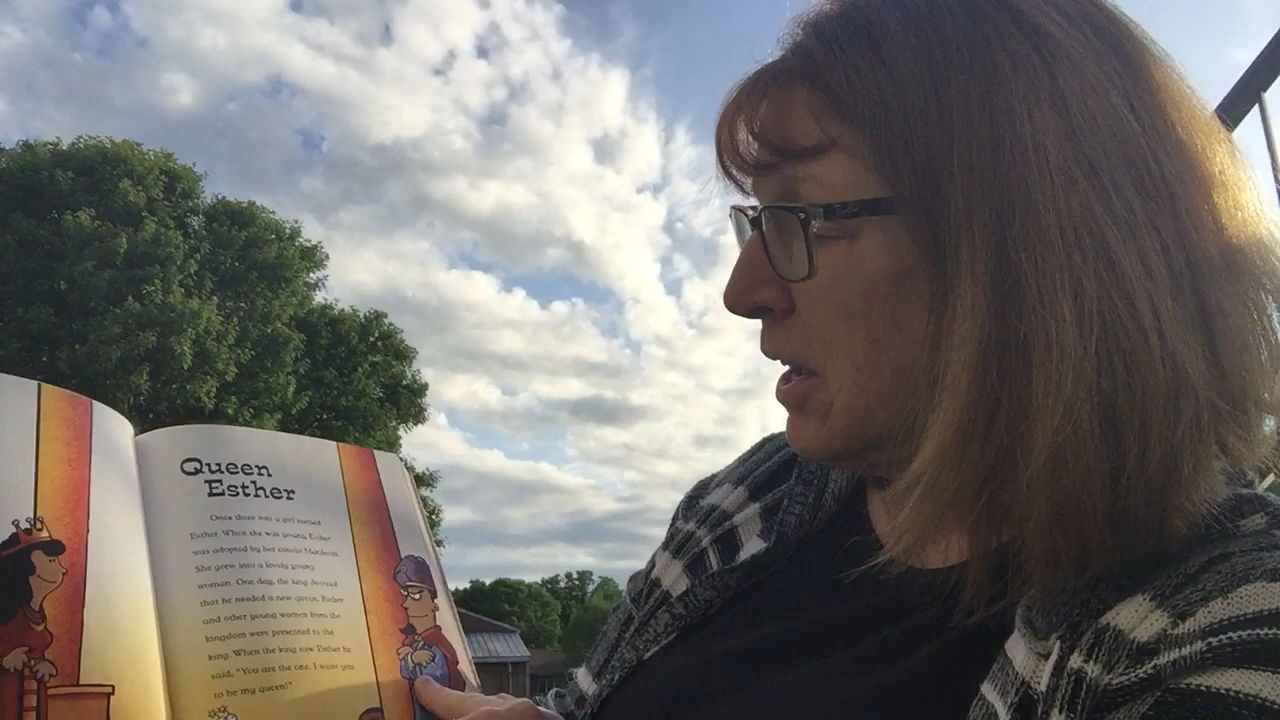 Queen
Esther
Once there was a girl named
Esther. When she was young, Esther
was adopted by her cousin Mordecai.
She grew into a lovely young
woman. One day, the king decreed
that he needed a new queen. Esther
and other young women from the
kingdom were presented to the
king. When the king saw Esther he
said, "You are the one. I want you
to be my queen!"